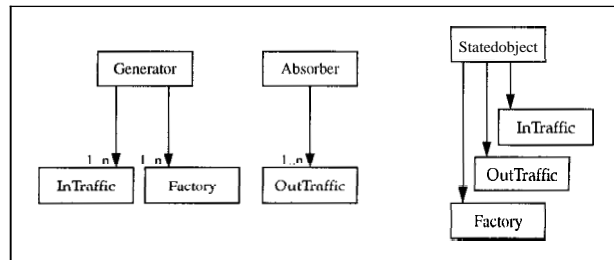 Generator
Absorber
Statedobject
1..n
1..n
1..n
InTraffic
Factory
OutTraffic
InTraffic
OutTraffic
Factory